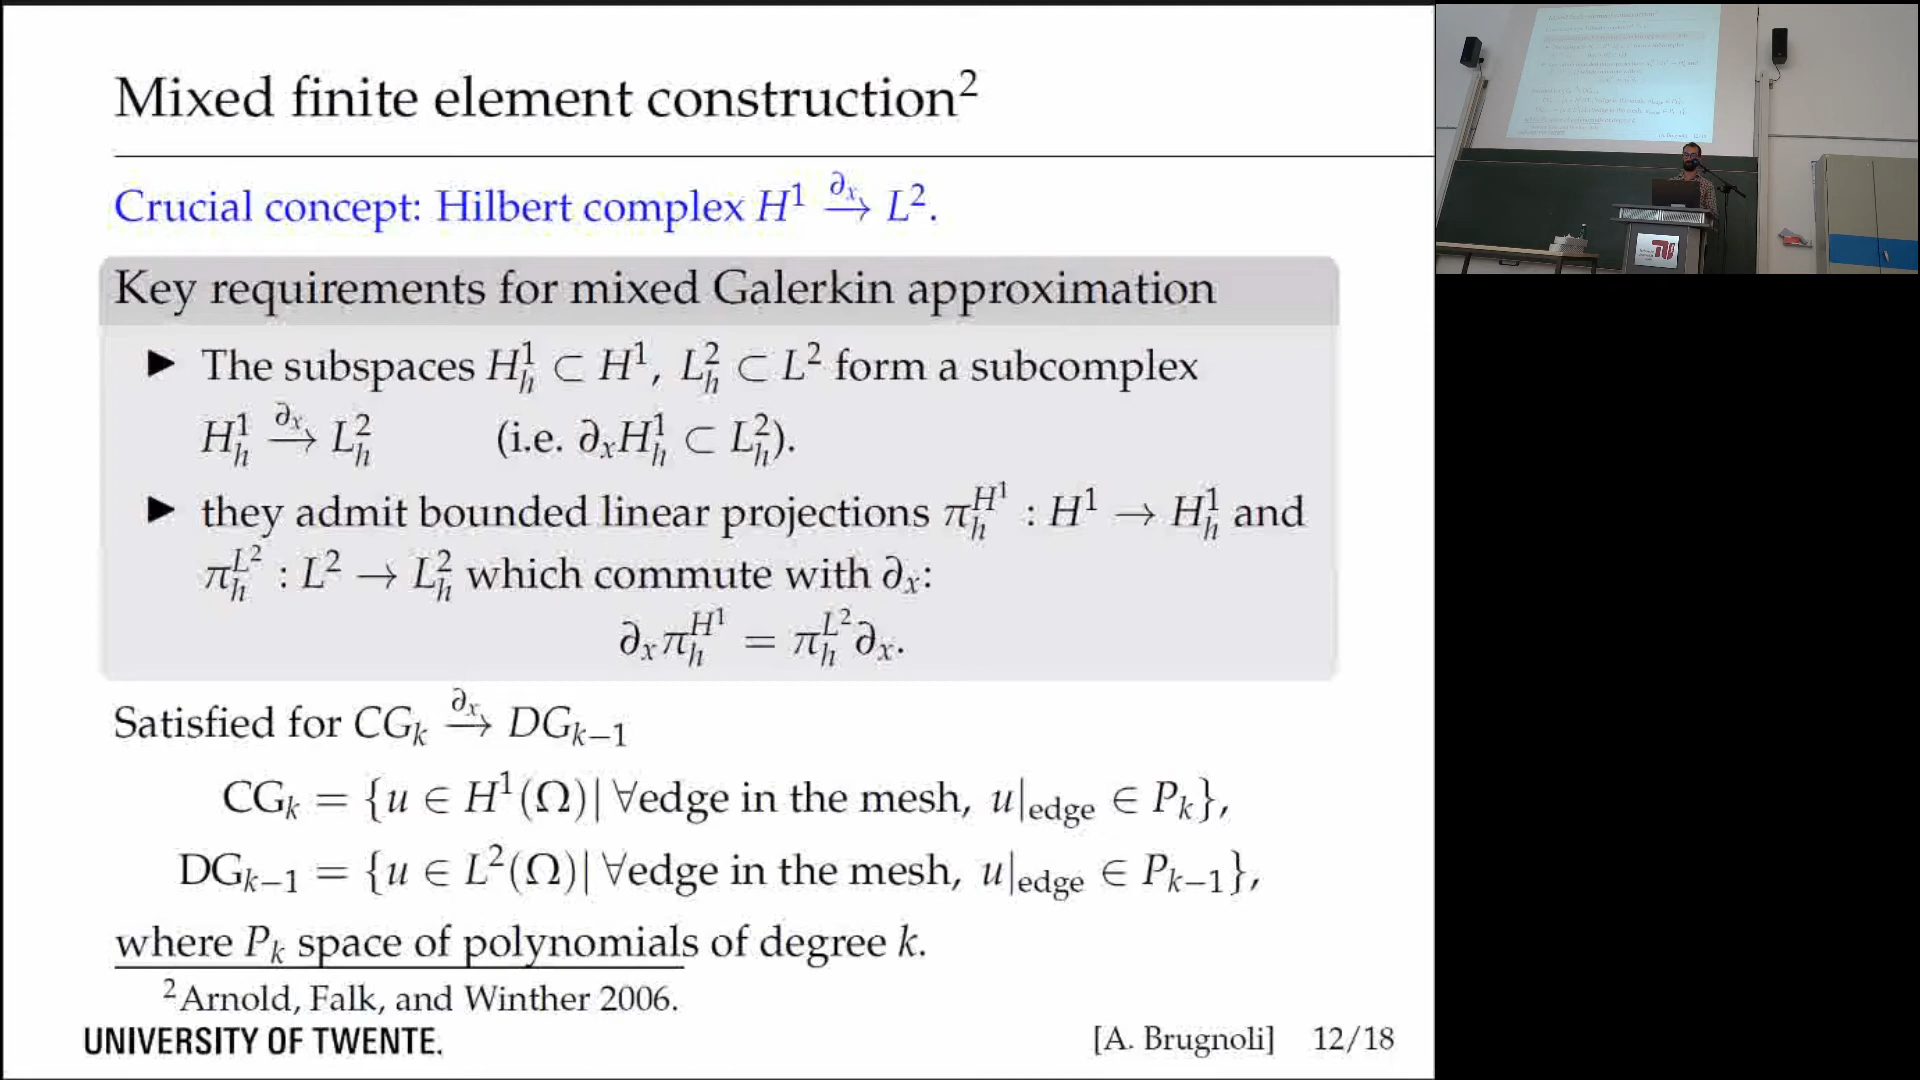 Mixed finite element construction²
Crucial concept: Hilbert complex H¹ ∂ₓ→ L².
Key requirements for mixed Galerkin approximation
▶ The subspaces H¹ₕ ⊂ H¹, L²ₕ ⊂ L² form a subcomplex
H¹ₕ ∂ₓ→ L²ₕ (i.e. ∂ₓH¹ₕ ⊂ L²ₕ).
▶ they admit bounded linear projections πₕ^{H¹} : H¹ → H¹ₕ and
πₕ^{L²} : L² → L²ₕ which commute with ∂ₓ:
∂ₓπₕ^{H¹} = πₕ^{L²}∂ₓ.
Satisfied for CGₖ ∂ₓ→ DGₖ₋₁
CGₖ = {u ∈ H¹(Ω)| ∀edge in the mesh, u|edge ∈ Pₖ},
DGₖ₋₁ = {u ∈ L²(Ω)| ∀edge in the mesh, u|edge ∈ Pₖ₋₁},
where Pₖ space of polynomials of degree k.
²Arnold, Falk, and Winther 2006.
UNIVERSITY OF TWENTE.
[A. Brugnoli] 12/18